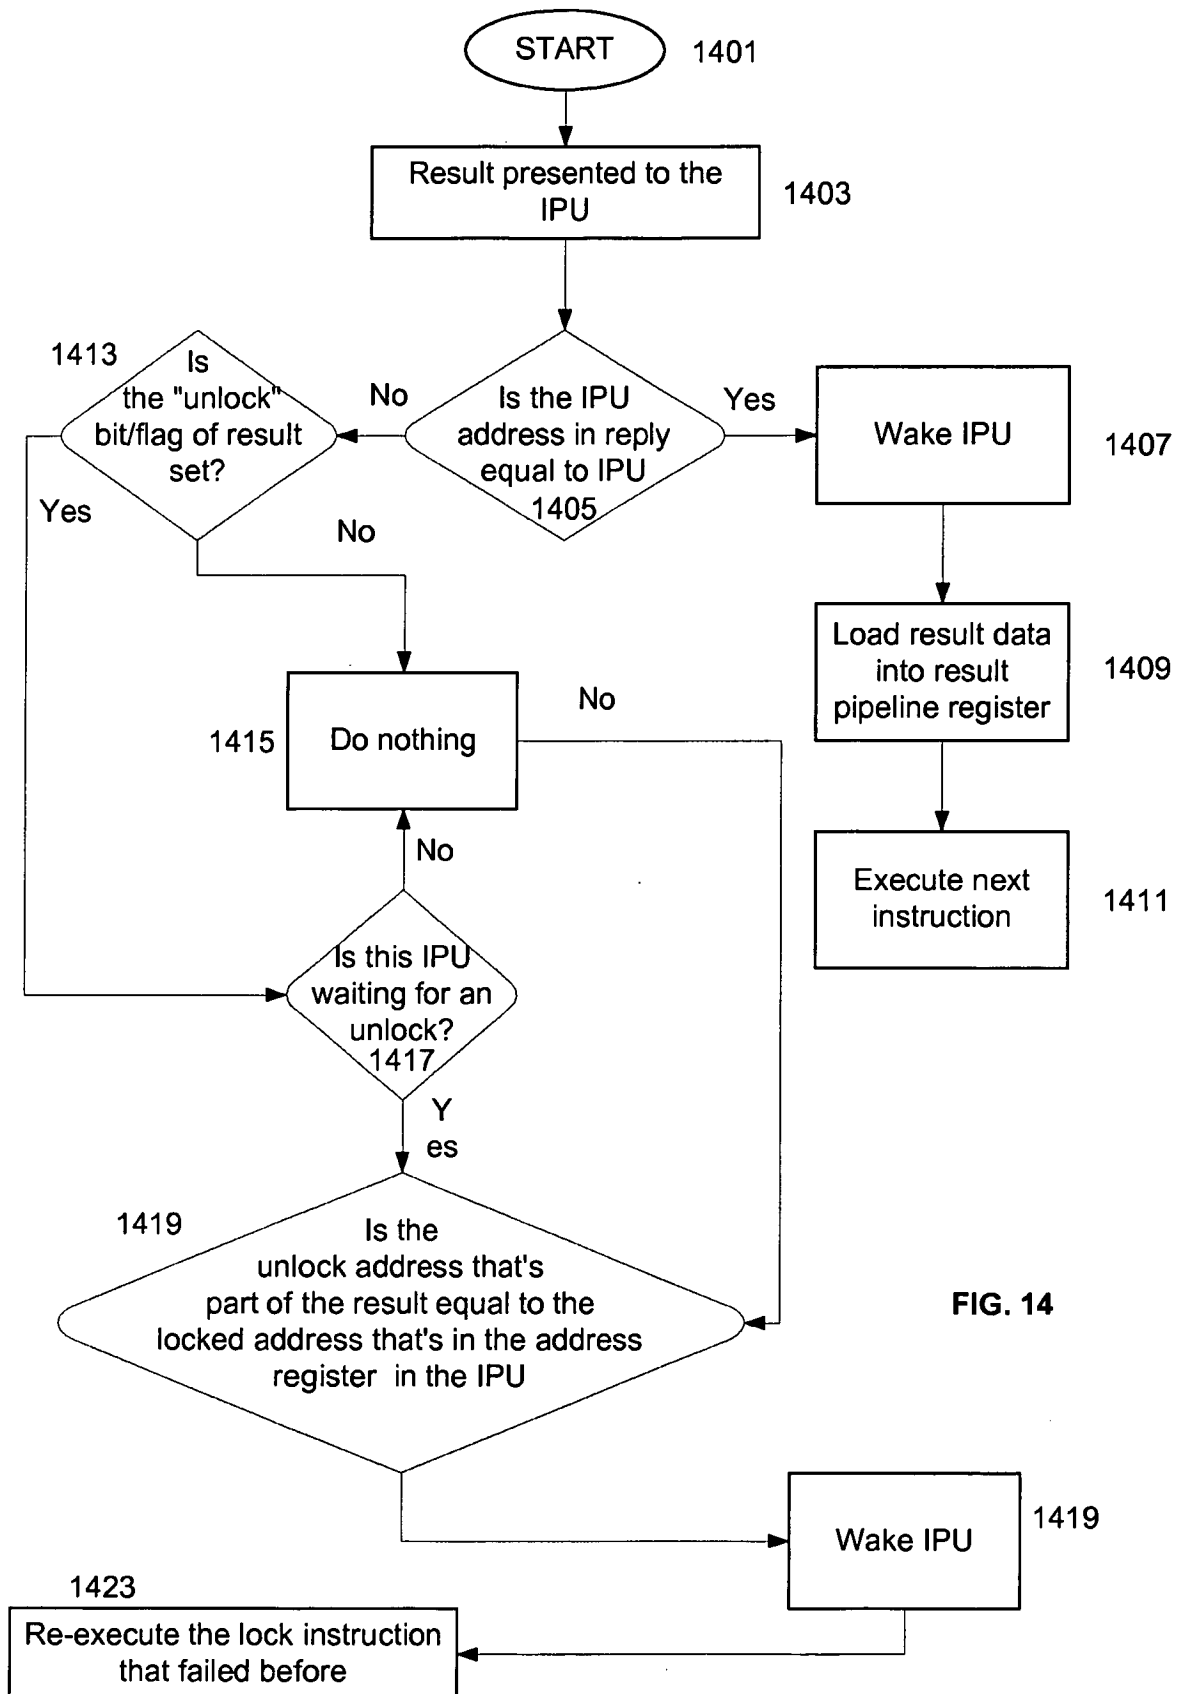 START
1401
Result presented to the
IPU
1403
1413
Is
the "unlock"
bit/flag of result
set?
No
Is the IPU
address in reply
equal to IPU
1405
Yes
Wake IPU
1407
Yes
No
Load result data
into result
pipeline register
1409
No
1415
Do nothing
No
Execute next
instruction
1411
Is this IPU
waiting for an
unlock?
1417
Y
es
1419
Is the
unlock address that's
part of the result equal to the
locked address that's in the address
register in the IPU
FIG. 14
Wake IPU
1419
1423
Re-execute the lock instruction
that failed before